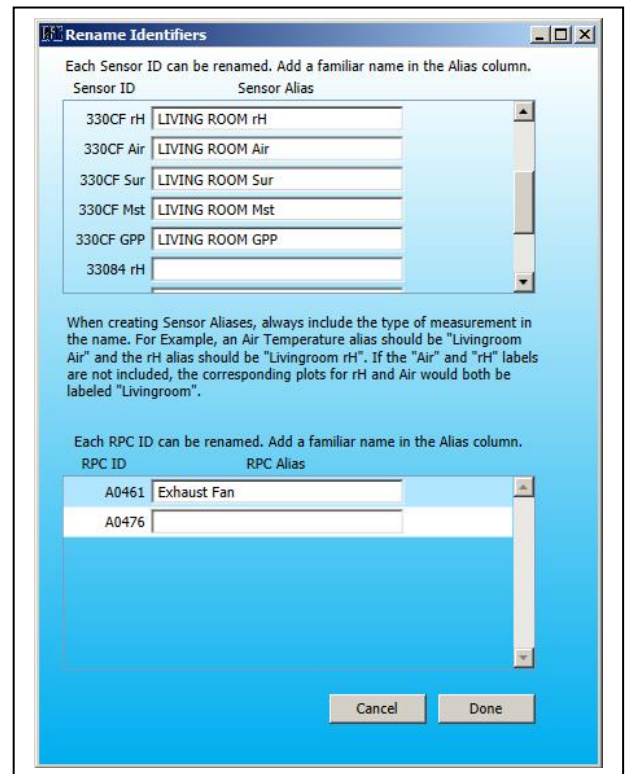 Rename Identifiers
Each Sensor ID can be renamed. Add a familiar name in the Alias column.
Sensor ID Sensor Alias
330CF rH LIVING ROOM rH
330CF Air LIVING ROOM Air
330CF Sur LIVING ROOM Sur
330CF Mst LIVING ROOM Mst
330CF GPP LIVING ROOM GPP
33084 rH
When creating Sensor Aliases, always include the type of measurement in
the name. For Example, an Air Temperature alias should be "Livingroom
Air" and the rH alias should be "Livingroom rH". If the "Air" and "rH" labels
are not included, the corresponding plots for rH and Air would both be
labeled "Livingroom".
Each RPC ID can be renamed. Add a familiar name in the Alias column.
RPC ID RPC Alias
A0461 Exhaust Fan
A0476
Cancel Done